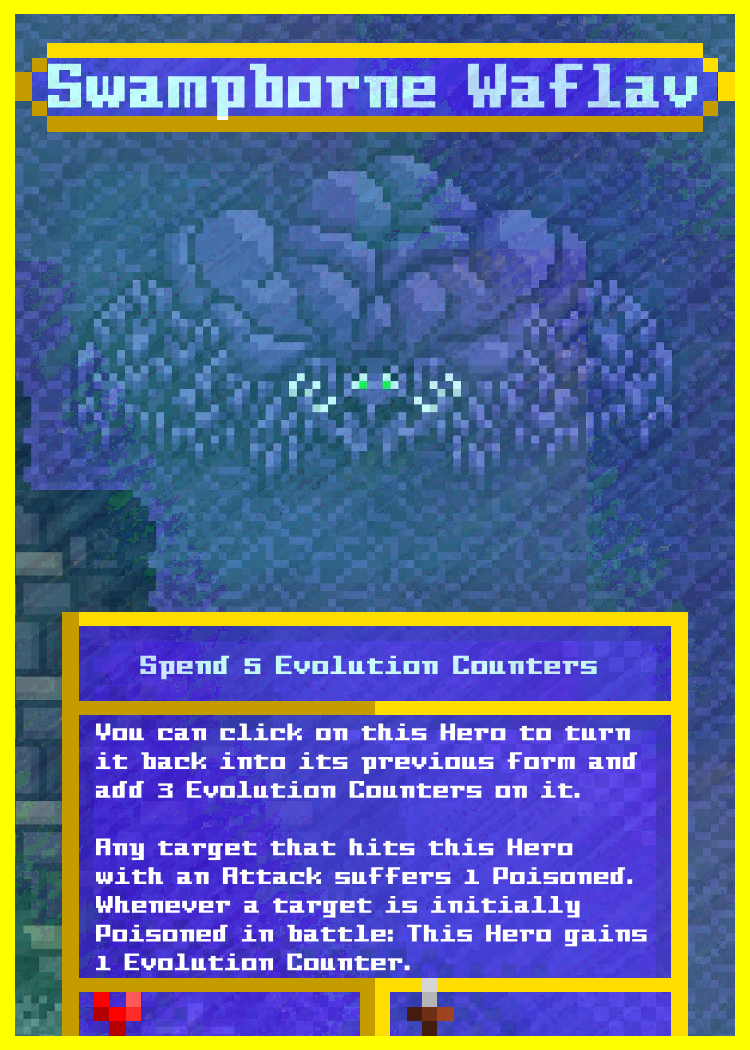 Swampborne Waflav
Spend 5 Evolution Counters
You can click on this Hero to turn
it back into its previous form and
add 3 Evolution Counters on it.
Any target that hits this Hero
with an Attack suffers 1 Poisoned.
Whenever a target is initially
Poisoned in battle: This Hero gains
1 Evolution Counter.